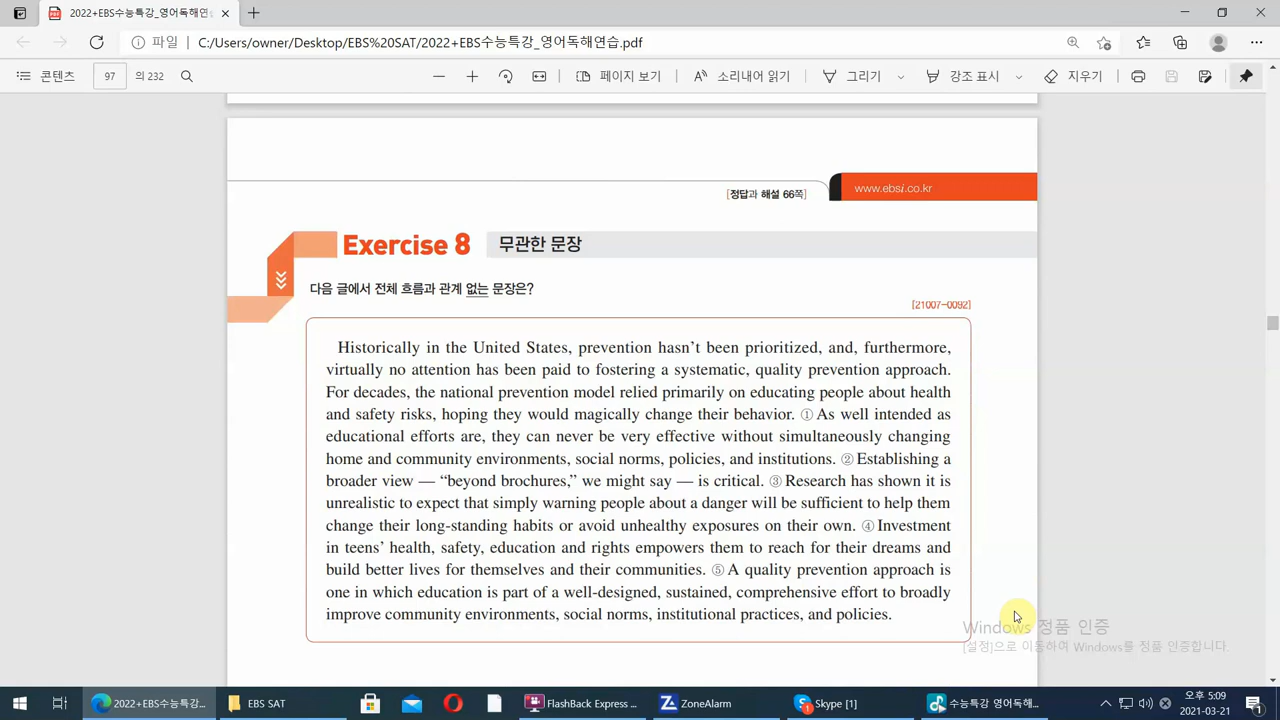 2022+EBS수능특강_영어독해연습
파일 C:/Users/owner/Desktop/EBS%20SAT/2022+EBS수능특강_영어독해연습.pdf
콘텐츠 97 의 232 페이지 보기 소리내어 읽기 그리기 강조 표시 지우기
[정답과 해설 66쪽] www.ebsi.co.kr
Exercise 8 무관한 문장
다음 글에서 전체 흐름과 관계 없는 문장은?
[21007-0092]
Historically in the United States, prevention hasn't been prioritized, and, furthermore,
virtually no attention has been paid to fostering a systematic, quality prevention approach.
For decades, the national prevention model relied primarily on educating people about health
and safety risks, hoping they would magically change their behavior. ① As well intended as
educational efforts are, they can never be very effective without simultaneously changing
home and community environments, social norms, policies, and institutions. ② Establishing a
broader view — “beyond brochures,” we might say — is critical. ③ Research has shown it is
unrealistic to expect that simply warning people about a danger will be sufficient to help them
change their long-standing habits or avoid unhealthy exposures on their own. ④ Investment
in teens' health, safety, education and rights empowers them to reach for their dreams and
build better lives for themselves and their communities. ⑤ A quality prevention approach is
one in which education is part of a well-designed, sustained, comprehensive effort to broadly
improve community environments, social norms, institutional practices, and policies.
Windows 정품 인증
[설정]으로 이동하여 Windows를 정품 인증합니다.
2022+EBS수능특강_... EBS SAT FlashBack Express ... ZoneAlarm Skype [1] 수능특강 영어독해... 오후 5:09
2021-03-21